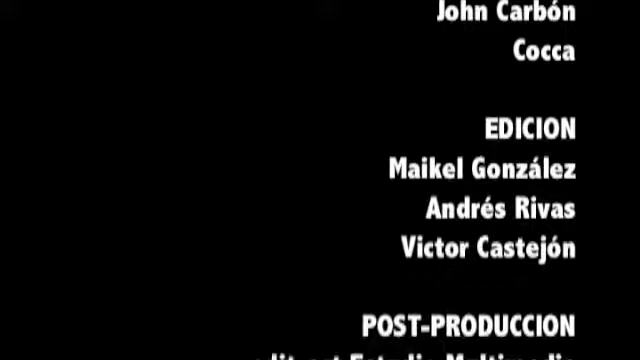 John Carbón
Cocca
EDICION
Maikel González
Andrés Rivas
Victor Castejón
POST-PRODUCCION